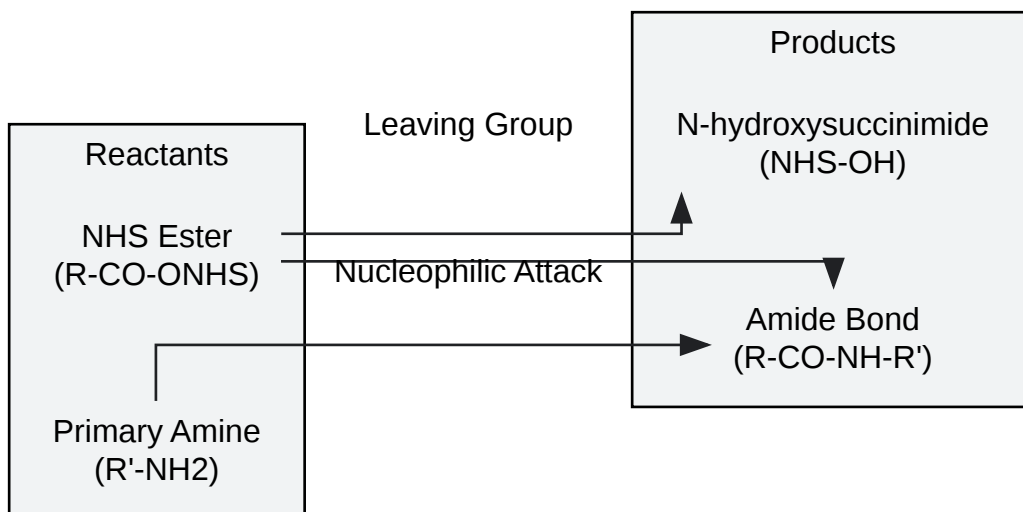 Reactants
NHS Ester
(R-CO-ONHS)
Primary Amine
(R'-NH2)
Leaving Group
Nucleophilic Attack
Products
N-hydroxysuccinimide
(NHS-OH)
Amide Bond
(R-CO-NH-R')